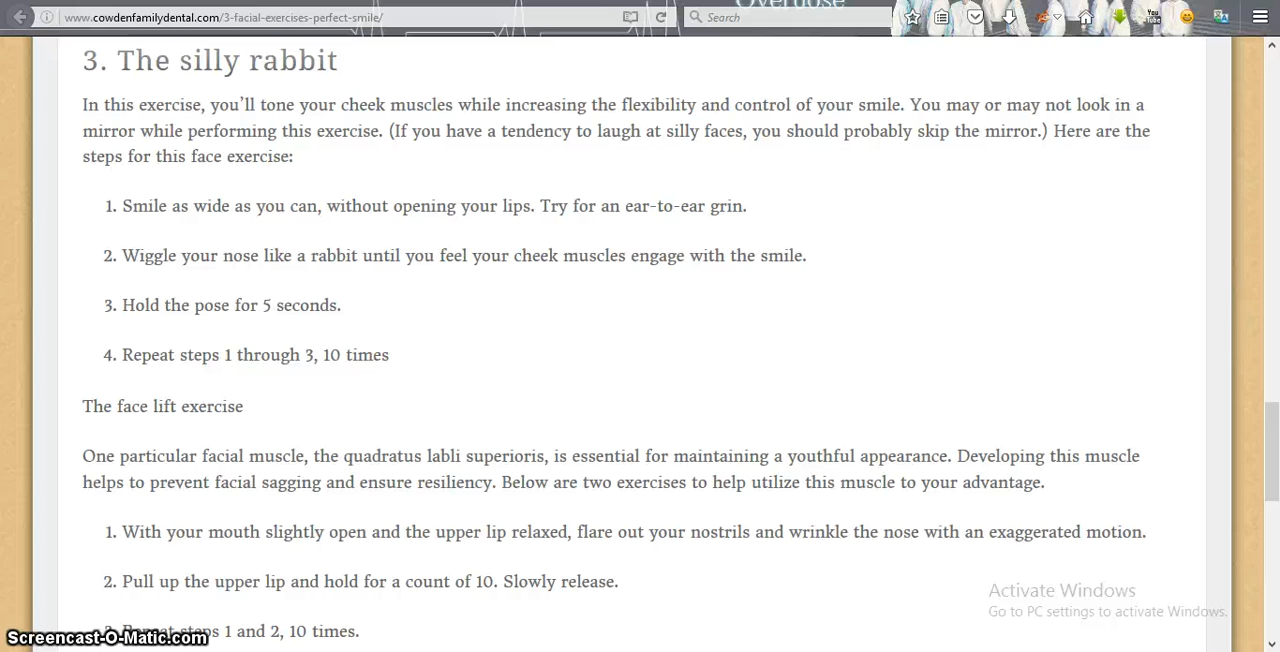 www.cowdenfamilydental.com/3-facial-exercises-perfect-smile/
Search
Overdose
You
Tube
3. The silly rabbit
In this exercise, you’ll tone your cheek muscles while increasing the flexibility and control of your smile. You may or may not look in a
mirror while performing this exercise. (If you have a tendency to laugh at silly faces, you should probably skip the mirror.) Here are the
steps for this face exercise:
1. Smile as wide as you can, without opening your lips. Try for an ear-to-ear grin.
2. Wiggle your nose like a rabbit until you feel your cheek muscles engage with the smile.
3. Hold the pose for 5 seconds.
4. Repeat steps 1 through 3, 10 times
The face lift exercise
One particular facial muscle, the quadratus labli superioris, is essential for maintaining a youthful appearance. Developing this muscle
helps to prevent facial sagging and ensure resiliency. Below are two exercises to help utilize this muscle to your advantage.
1. With your mouth slightly open and the upper lip relaxed, flare out your nostrils and wrinkle the nose with an exaggerated motion.
2. Pull up the upper lip and hold for a count of 10. Slowly release.
3. Repeat steps 1 and 2, 10 times.
Activate Windows
Go to PC settings to activate Windows.
Screencast-O-Matic.com